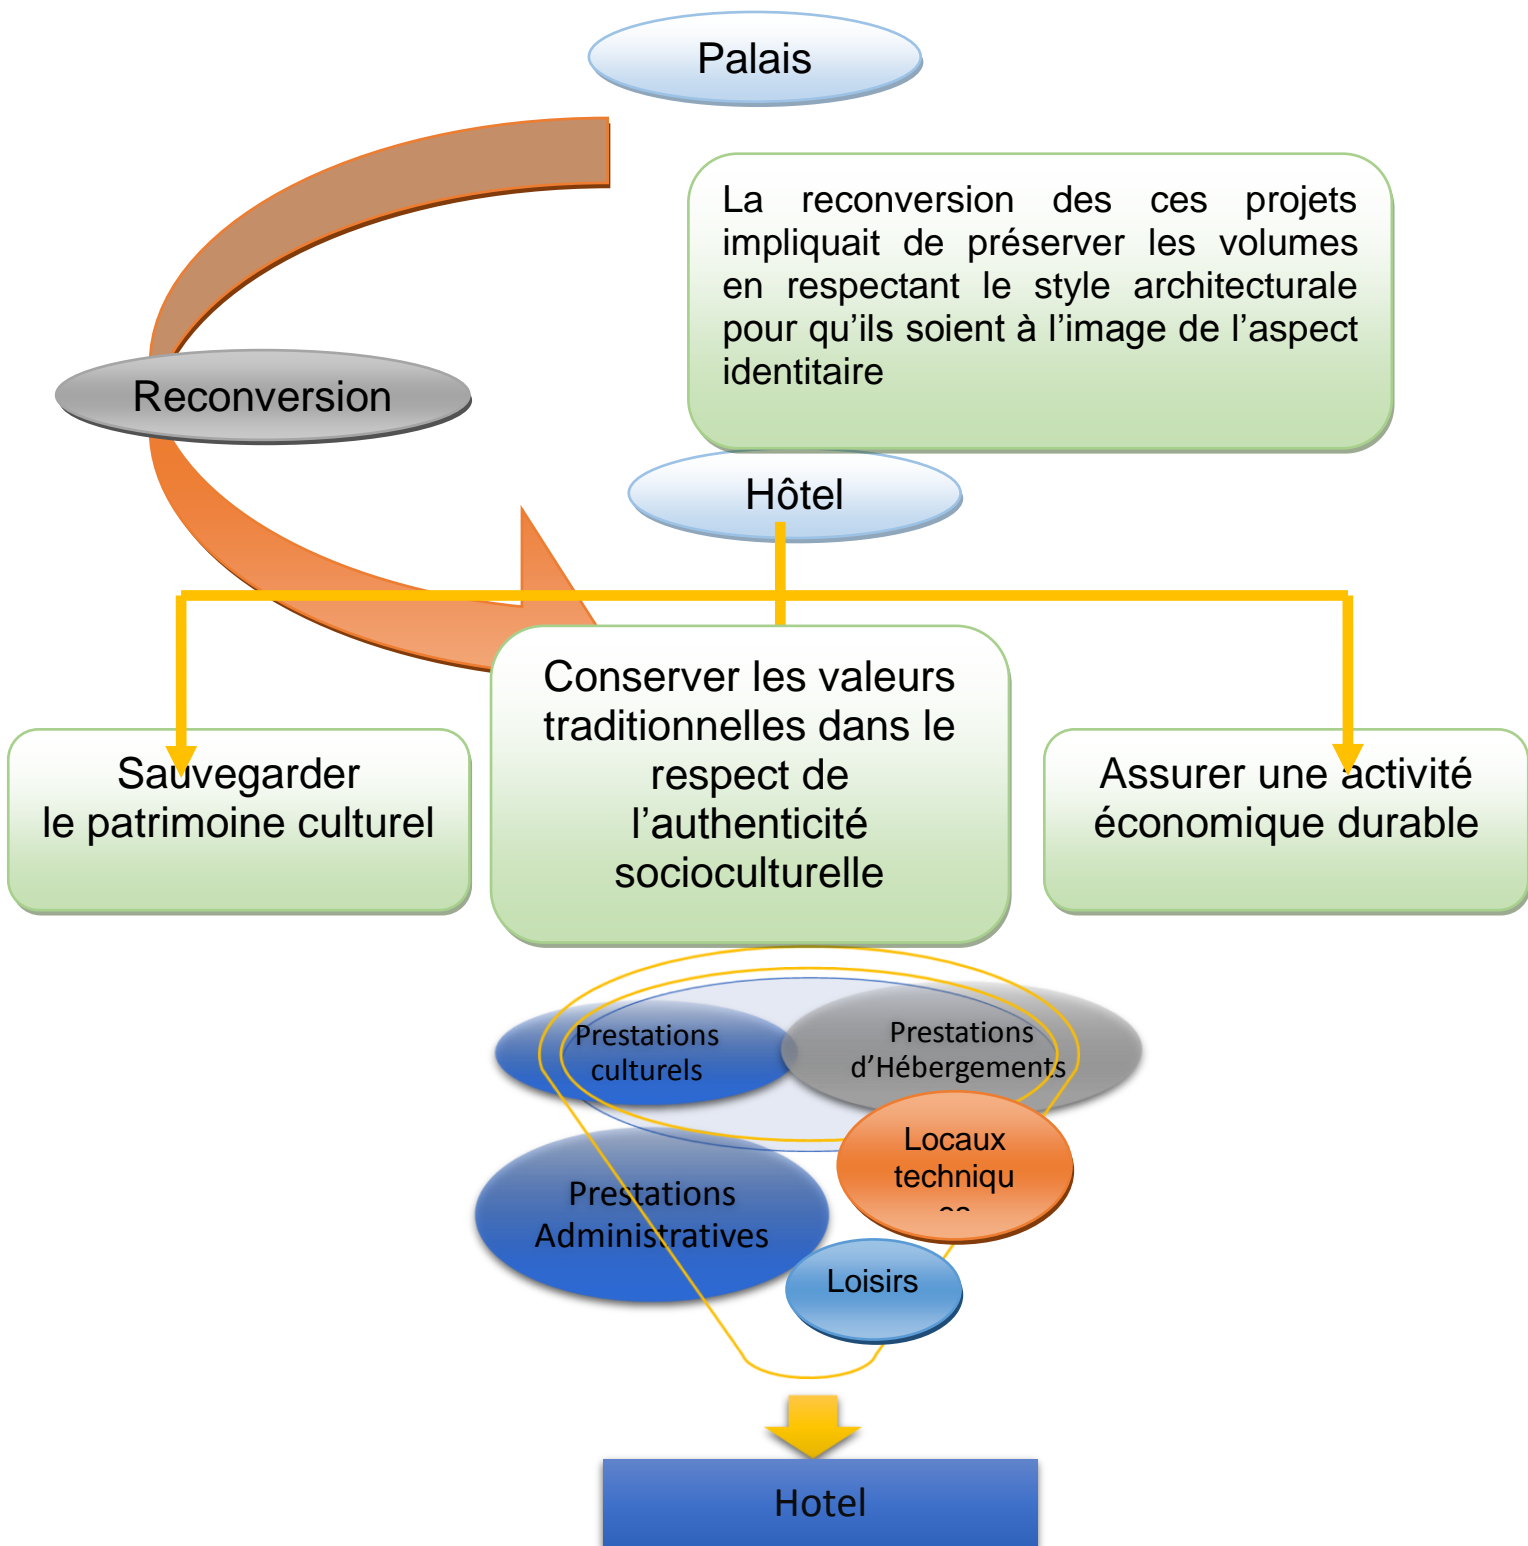 Palais
La reconversion des ces projets
impliquait de préserver les volumes
en respectant le style architecturale
pour qu’ils soient à l’image de l’aspect
identitaire
Reconversion
Hôtel
Sauvegarder
le patrimoine culturel
Conserver les valeurs
traditionnelles dans le
respect de
l’authenticité
socioculturelle
Assurer une activité
économique durable
Prestations
culturels
Prestations
d’Hébergements
Locaux
techniqu
es
Prestations
Administratives
Loisirs
Hotel